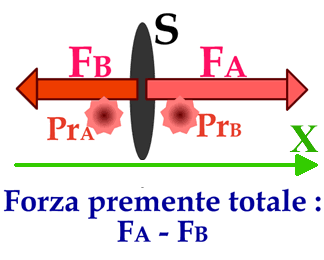 S
FB FA
PrA PrB
X
Forza premente totale :
FA - FB